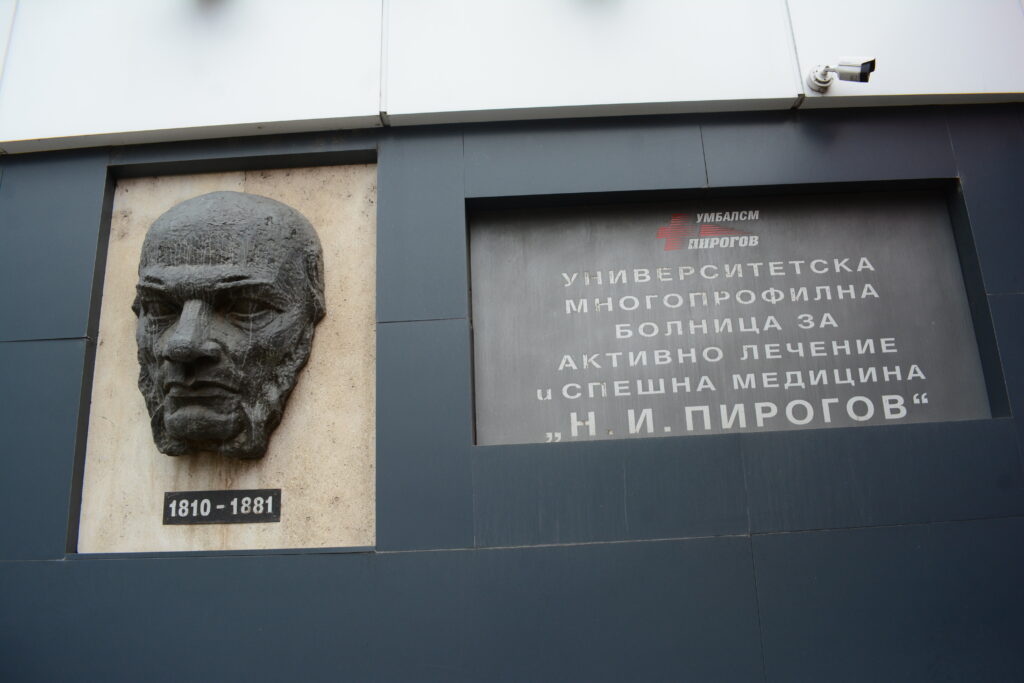 1810 - 1881
УМБАЛСМ
ПИРОГОВ
УНИВЕРСИТЕТСКА
МНОГОПРОФИЛНА
БОЛНИЦА ЗА
АКТИВНО ЛЕЧЕНИЕ
и СПЕШНА МЕДИЦИНА
„Н. И. ПИРОГОВ“